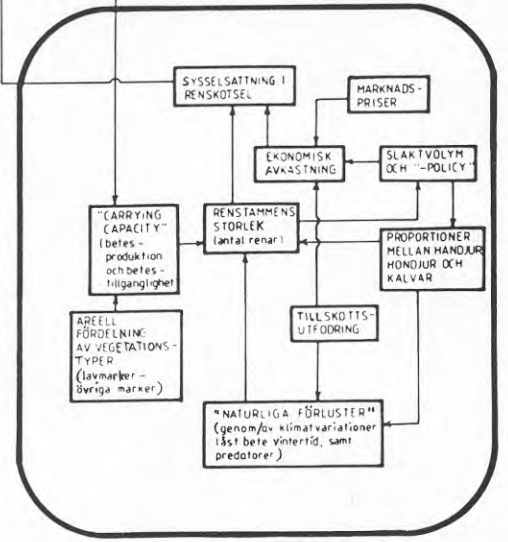 SYSSELSÄTTNING I
RENSKÖTSEL
MARKNADS-
PRISER
EKONOMISK
AVKASTNING
SLAKTVOLYM
OCH "-POLICY"
"CARRYING
CAPACITY"
(betes-
produktion
och betes-
tillgänglighet
RENSTAMMENS
STORLEK
(antal renar)
PROPORTIONER
MELLAN HANDJUR,
HONDJUR OCH
KALVAR
AREELL
FÖRDELNING
AV VEGETATIONS-
TYPER
(lavmarker -
övriga marker)
TILLSKOTTS-
UTFODRING
"NATURLIGA FÖRLUSTER"
(genom/av klimatvariationer
låst bete vintertid, samt
predatorer)